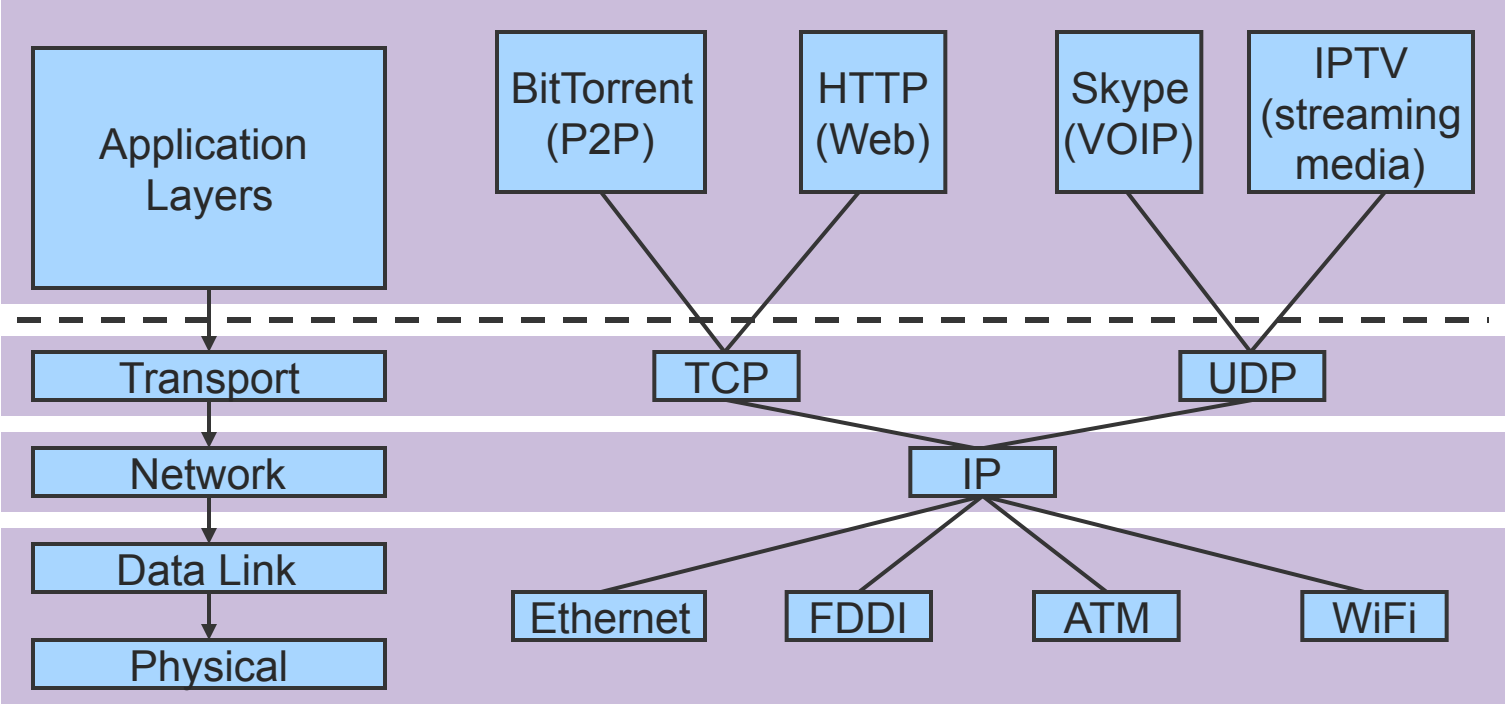 Application
Layers
BitTorrent
(P2P)
HTTP
(Web)
Skype
(VOIP)
IPTV
(streaming
media)
Transport
TCP
UDP
Network
IP
Data Link
Ethernet
FDDI
ATM
WiFi
Physical